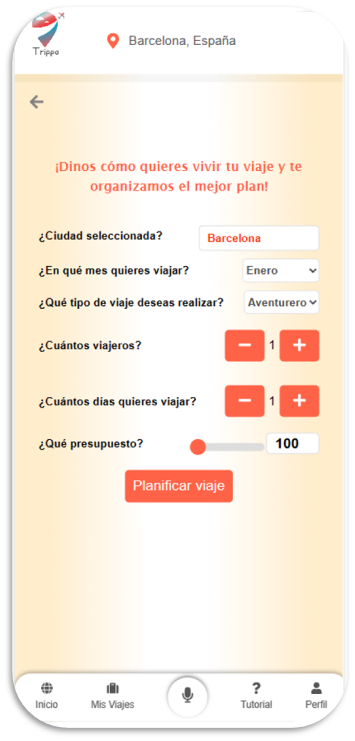 Trippo
Barcelona, España
¡Dinos cómo quieres vivir tu viaje y te
organizamos el mejor plan!
¿Ciudad seleccionada? Barcelona
¿En qué mes quieres viajar? Enero
¿Qué tipo de viaje deseas realizar? Aventurero
¿Cuántos viajeros? − 1 +
¿Cuántos días quieres viajar? − 1 +
¿Qué presupuesto? 100
Planificar viaje
Inicio Mis Viajes ? Tutorial Perfil